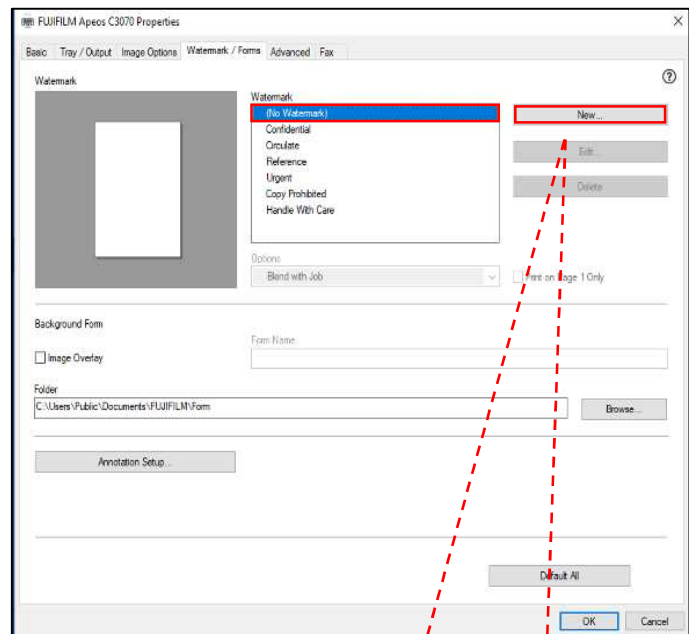 FUJIFILM Apeos C3070 Properties
Basic Tray / Output Image Options Watermark / Forms Advanced Fax
Watermark
Watermark
(No Watermark)
Confidential
Circulate
Reference
Urgent
Copy Prohibited
Handle With Care
New...
Edit...
Delete
Options
Blend with Job
Print on Page 1 Only
Background Form
Form Name
Image Overlay
Folder
C:\Users\Public\Documents\FUJIFILM\Form
Browse...
Annotation Setup...
Default All
OK Cancel